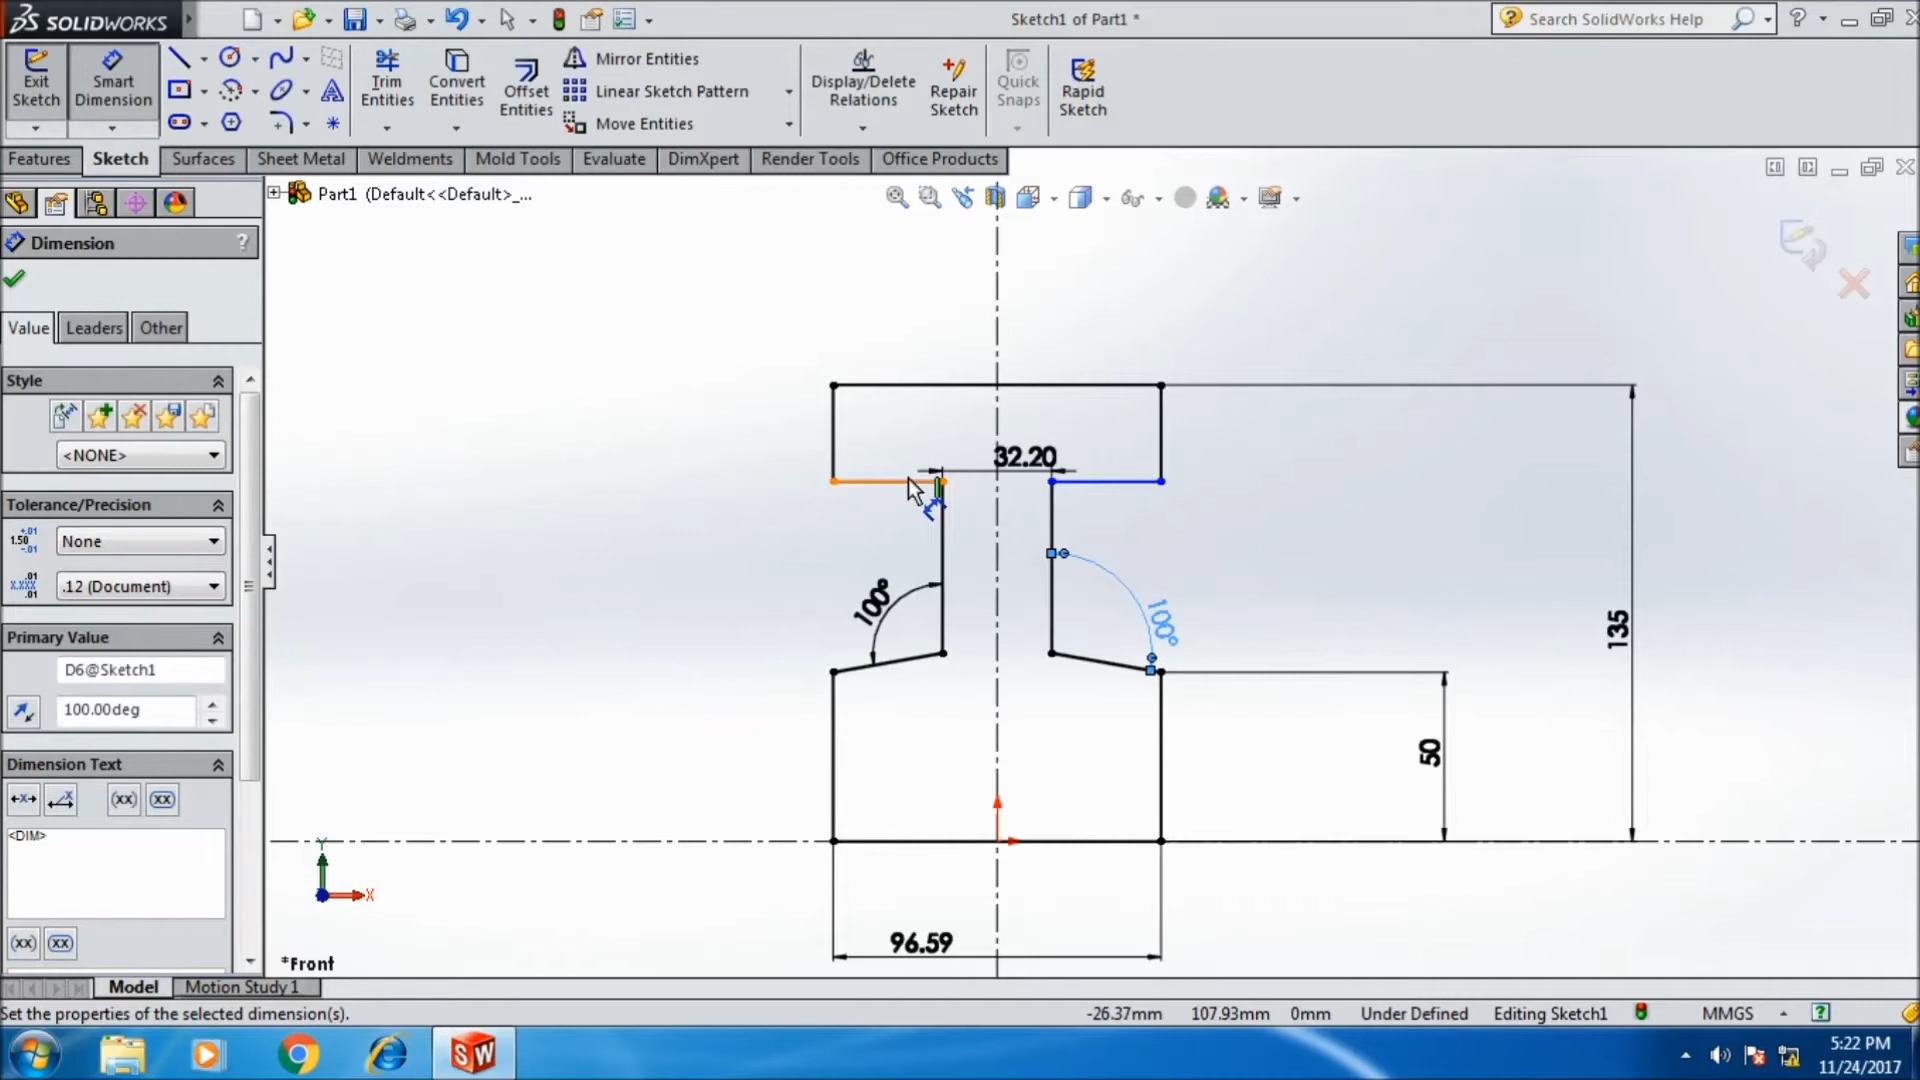 SOLIDWORKS
Sketch1 of Part1 *
Search SolidWorks Help
Exit Sketch
Smart Dimension
Trim Entities
Convert Entities
Offset Entities
Mirror Entities
Linear Sketch Pattern
Move Entities
Display/Delete Relations
Repair Sketch
Quick Snaps
Rapid Sketch
Features
Sketch
Surfaces
Sheet Metal
Weldments
Mold Tools
Evaluate
DimXpert
Render Tools
Office Products
Part1 (Default<<Default>_...
Dimension
?
Value
Leaders
Other
Style
<NONE>
Tolerance/Precision
None
.12 (Document)
Primary Value
D6@Sketch1
100.00deg
Dimension Text
<DIM>
32.20
100°
100°
135
50
96.59
Y
X
*Front
Model
Motion Study 1
Set the properties of the selected dimension(s).
-26.37mm
107.93mm
0mm
Under Defined
Editing Sketch1
MMGS
5:22 PM
11/24/2017